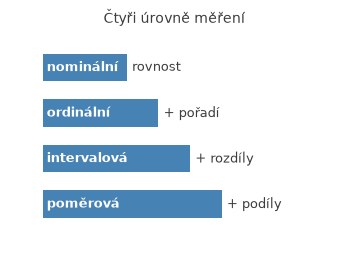 Čtyři úrovně měření
nominální rovnost
ordinální + pořadí
intervalová + rozdíly
poměrová + podíly